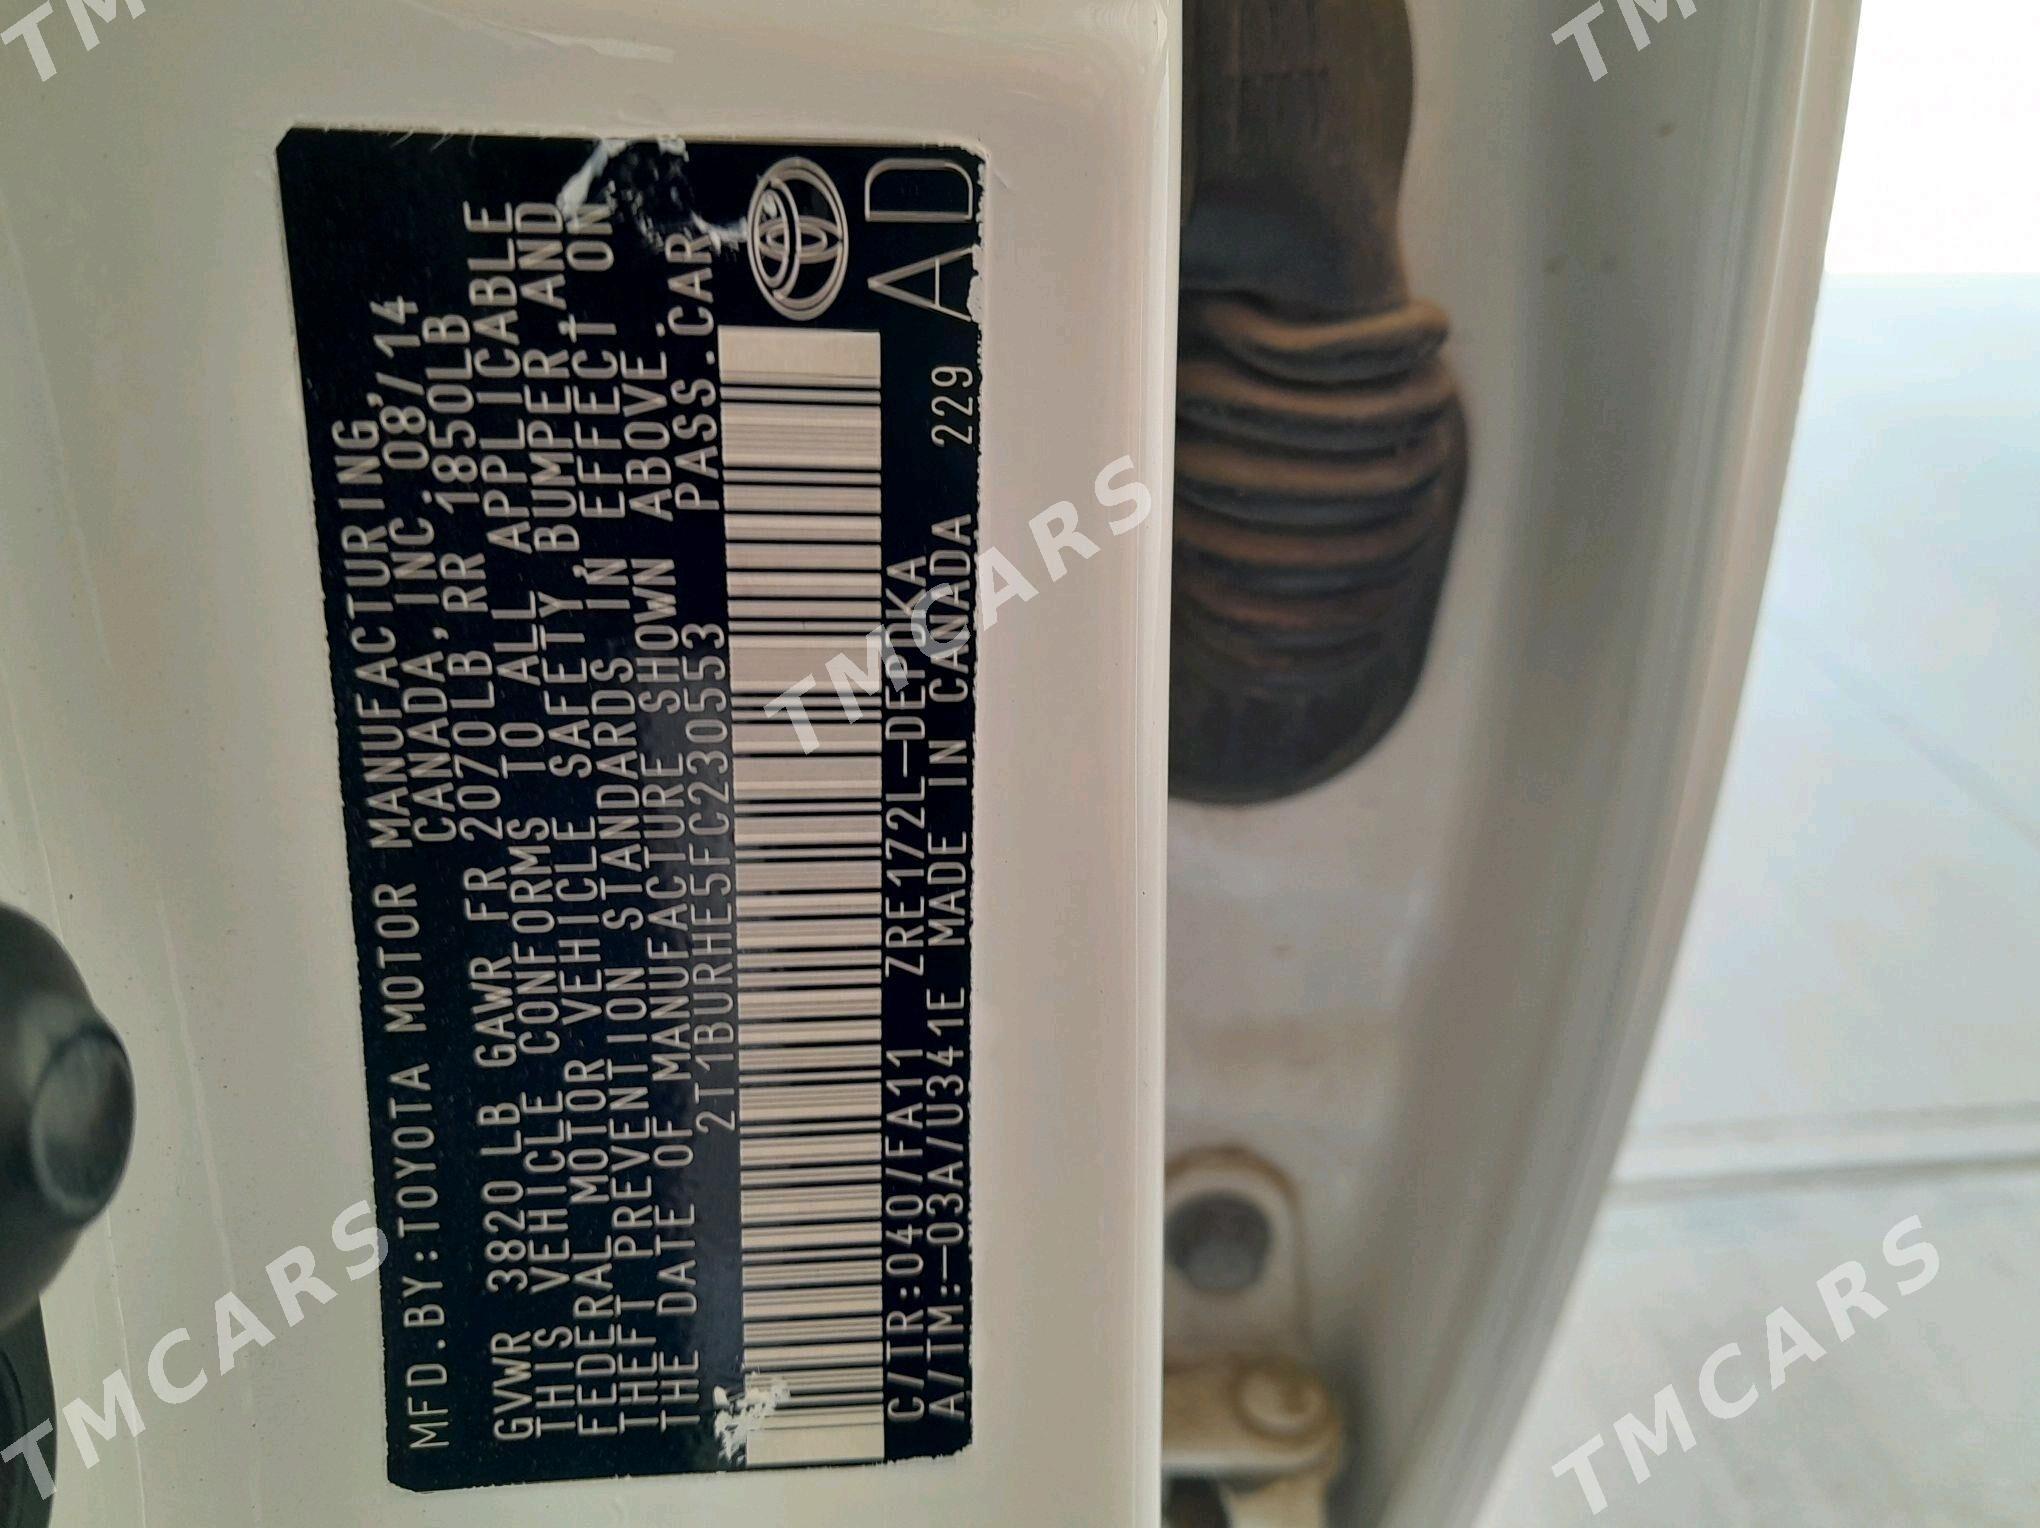 MFD.BY:TOYOTA MOTOR MANUFACTURING,
CANADA, INC. 08/14
GVWR 3820 LB GAWR FR 2070LB,RR 1850LB
THIS VEHICLE CONFORMS TO ALL APPLICABLE
FEDERAL MOTOR VEHICLE SAFETY, BUMPER, AND
THEFT PREVENTION STANDARDS IN EFFECT ON
THE DATE OF MANUFACTURE SHOWN ABOVE.
2T1BURHE5FC230553 PASS.CAR
C/TR:040/FA11 ZRE172L-DEPDKA
A/TM:-03A/U341E MADE IN CANADA 229
AD
TMCARS
TMCARS
TMCARS
TM
TM